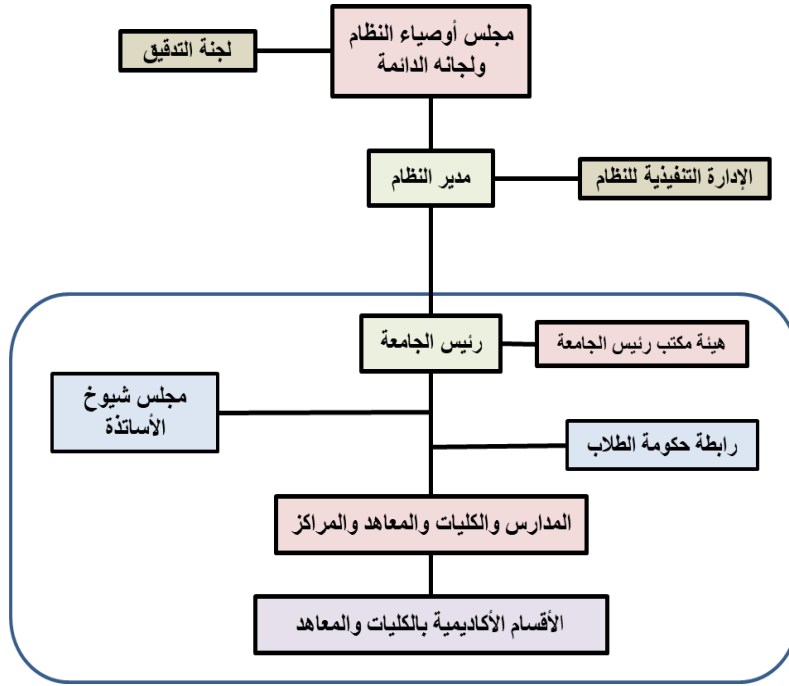 مجلس أوصياء النظام
ولجانه الدائمة
لجنة التدقيق
مدير النظام
الإدارة التنفيذية للنظام
رئيس الجامعة
هيئة مكتب رئيس الجامعة
مجلس شيوخ
الأساتذة
رابطة حكومة الطلاب
المدارس والكليات والمعاهد والمراكز
الأقسام الأكاديمية بالكليات والمعاهد